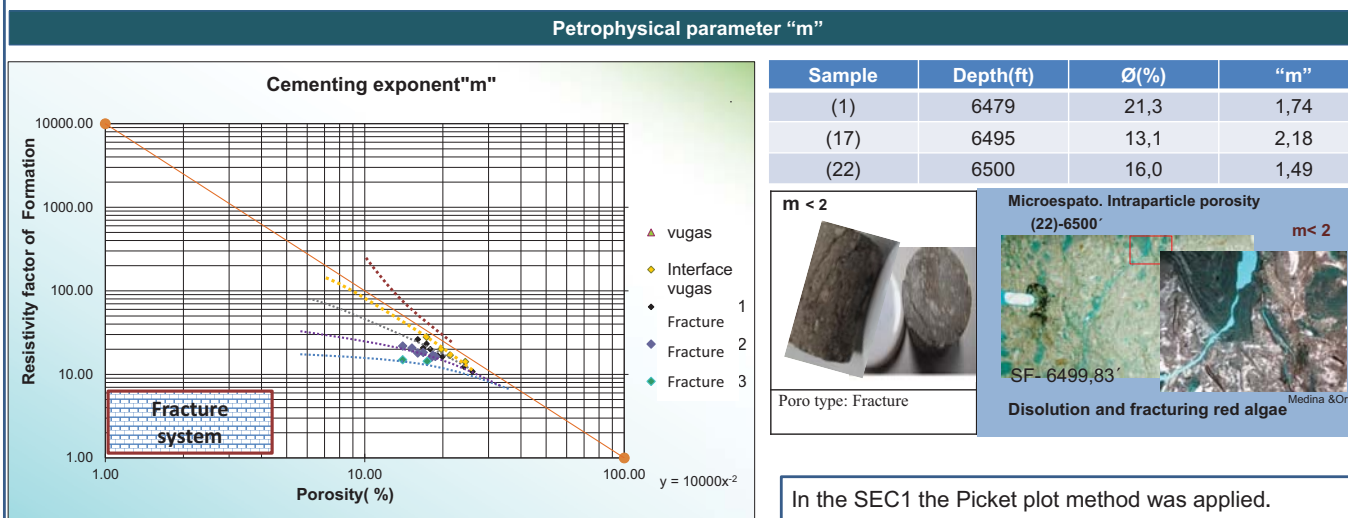 Petrophysical parameter “m”
Cementing exponent"m"
10000.00
1000.00
100.00
10.00
1.00
Resistivity factor of Formation
1.00
10.00
100.00
Porosity( %)
y = 10000x-2
vugas
Interface
vugas
1
Fracture
2
Fracture
3
Fracture
Fracture
system
Sample Depth(ft) Ø(%) “m”
(1) 6479 21,3 1,74
(17) 6495 13,1 2,18
(22) 6500 16,0 1,49
m < 2
Poro type: Fracture
Microespato. Intraparticle porosity
(22)-6500´
m< 2
SF- 6499,83´
Medina &Or
Disolution and fracturing red algae
In the SEC1 the Picket plot method was applied.